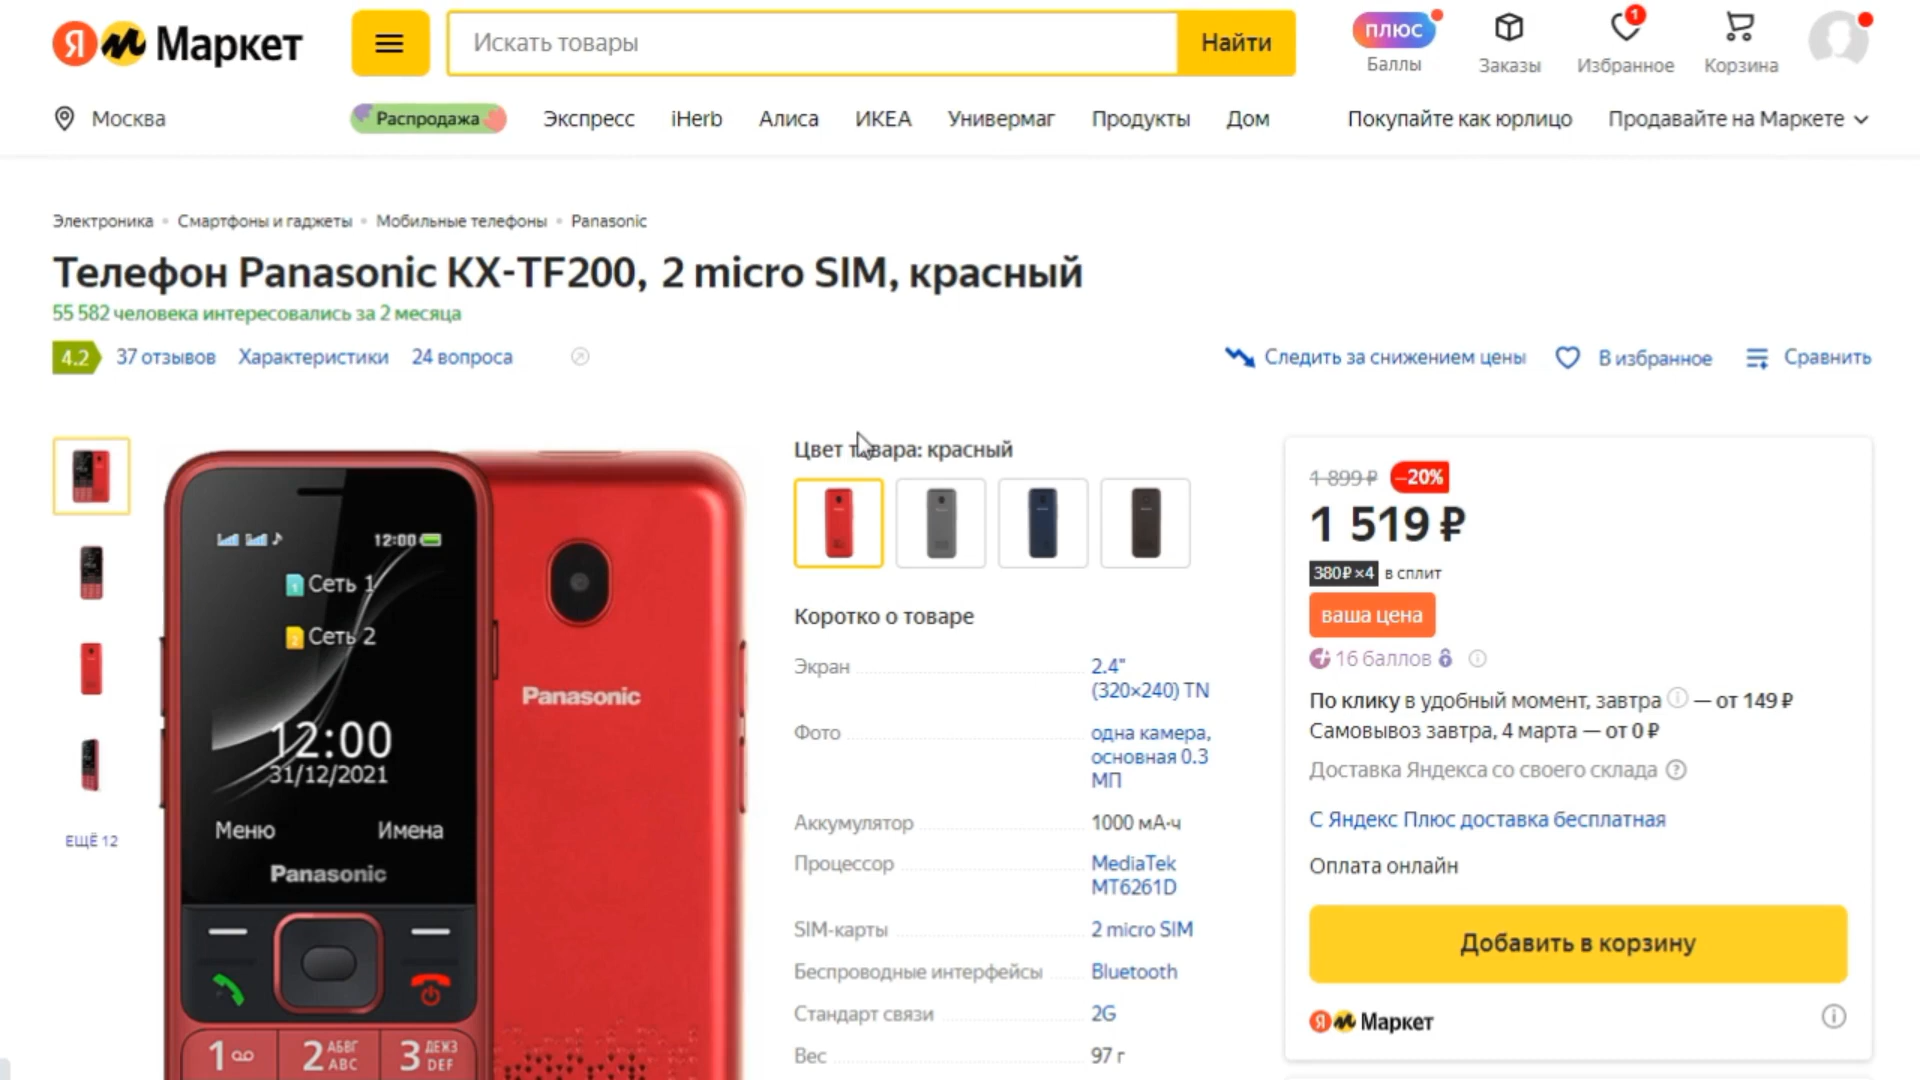 Я Маркет
Искать товары
Найти
плюс
Баллы
Заказы
1
Избранное
Корзина
Москва
Распродажа
Экспресс
iHerb
Алиса
ИКЕА
Универмаг
Продукты
Дом
Покупайте как юрлицо
Продавайте на Маркете
Электроника • Смартфоны и гаджеты • Мобильные телефоны • Panasonic
Телефон Panasonic KX-TF200, 2 micro SIM, красный
55 582 человека интересовались за 2 месяца
4.2 37 отзывов Характеристики 24 вопроса
Следить за снижением цены
В избранное
Сравнить
ЕЩЁ 12
12:00
Сеть 1
Сеть 2
12:00
31/12/2021
Меню Имена
Panasonic
1 2 АБВГ ABC 3 ДЕЖЗ DEF
Panasonic
Цвет товара: красный
Коротко о товаре
Экран 2.4"
(320×240) TN
Фото одна камера,
основная 0.3
МП
Аккумулятор 1000 мА·ч
Процессор MediaTek
MT6261D
SIM-карты 2 micro SIM
Беспроводные интерфейсы Bluetooth
Стандарт связи 2G
Вес 97 г
1 899 ₽ –20%
1 519 ₽
380 ₽ × 4 в сплит
ваша цена
16 баллов
По клику в удобный момент, завтра — от 149 ₽
Самовывоз завтра, 4 марта — от 0 ₽
Доставка Яндекса со своего склада
С Яндекс Плюс доставка бесплатная
Оплата онлайн
Добавить в корзину
Я Маркет